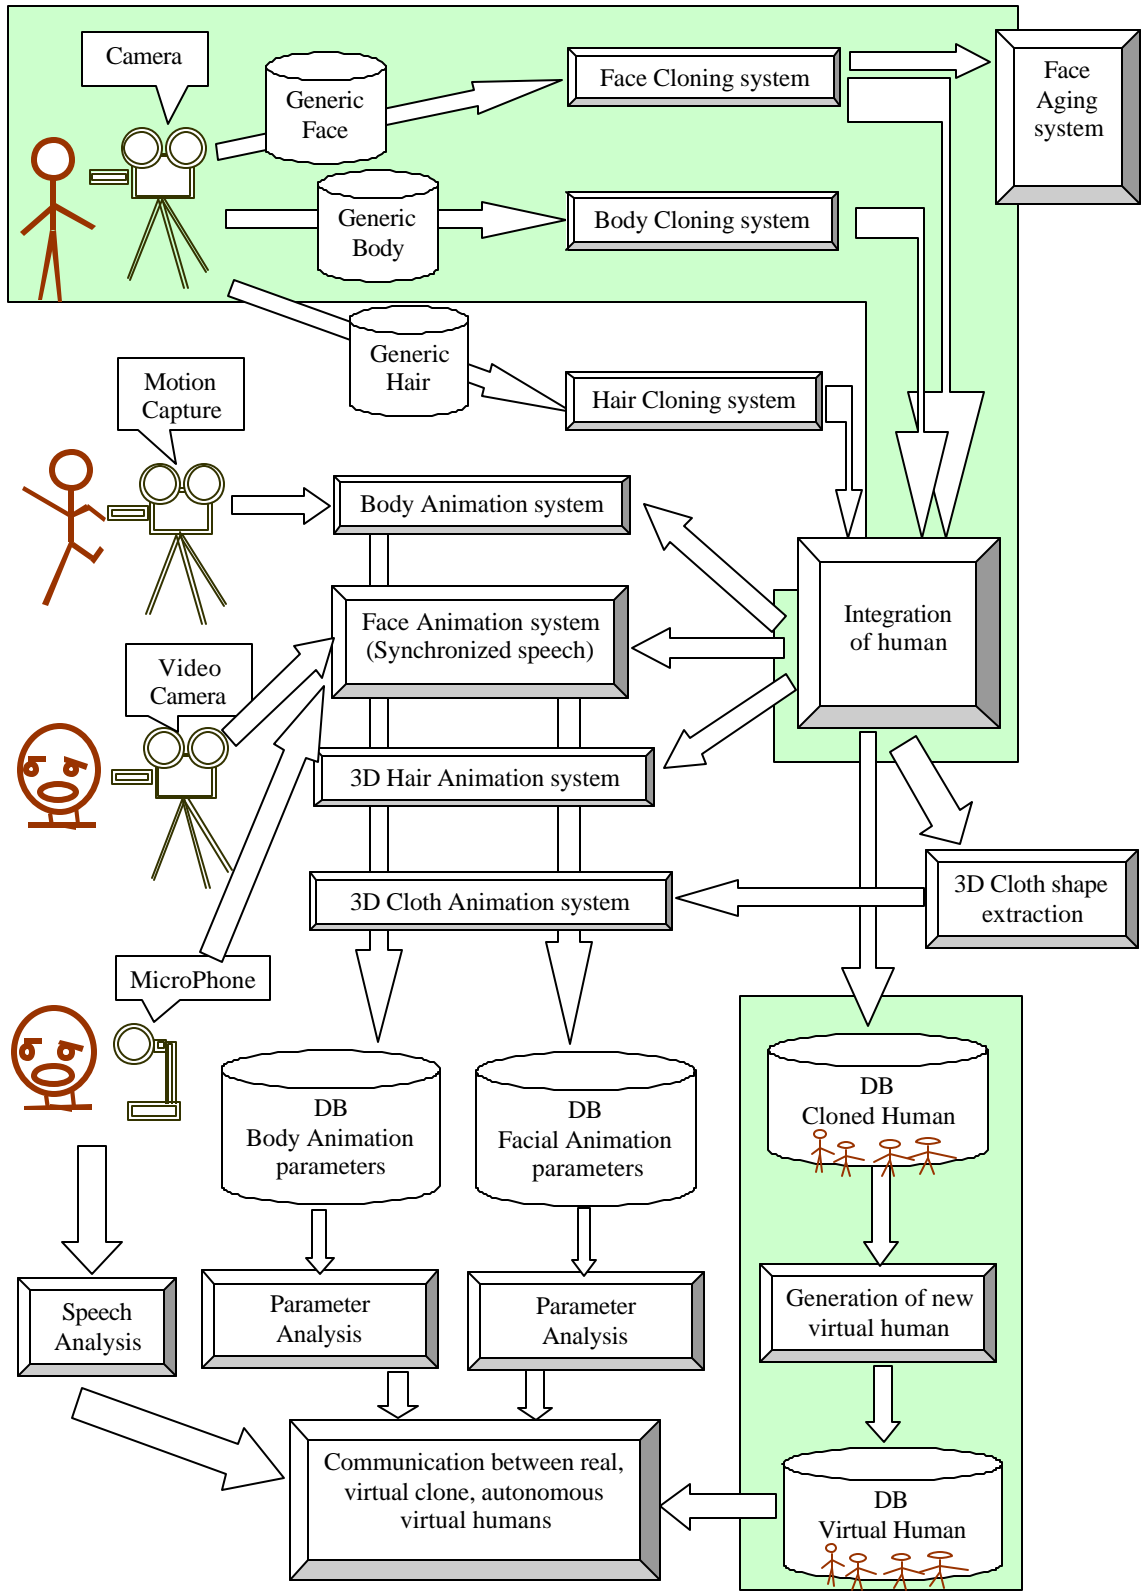 Camera
Generic
Face
Face Cloning system
Face
Aging
system
Generic
Body
Body Cloning system
Generic
Hair
Hair Cloning system
Motion
Capture
Body Animation system
Integration
of human
Face Animation system
(Synchronized speech)
Video
Camera
3D Hair Animation system
3D Cloth Animation system
3D Cloth shape
extraction
MicroPhone
DB
Body Animation
parameters
DB
Facial Animation
parameters
DB
Cloned Human
Speech
Analysis
Parameter
Analysis
Parameter
Analysis
Generation of new
virtual human
Communication between real,
virtual clone, autonomous
virtual humans
DB
Virtual Human